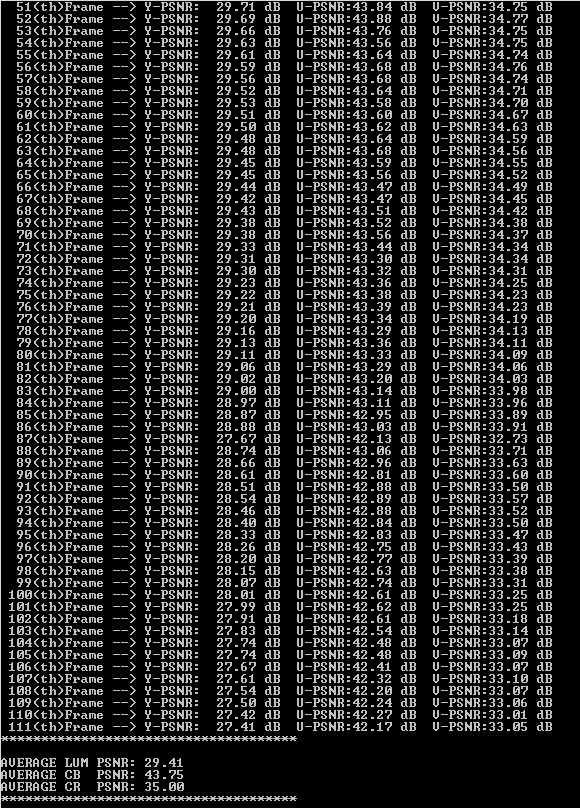 51(th)Frame --> Y-PSNR: 29.71 dB U-PSNR:43.84 dB V-PSNR:34.75 dB
52(th)Frame --> Y-PSNR: 29.69 dB U-PSNR:43.88 dB V-PSNR:34.77 dB
53(th)Frame --> Y-PSNR: 29.66 dB U-PSNR:43.76 dB V-PSNR:34.75 dB
54(th)Frame --> Y-PSNR: 29.63 dB U-PSNR:43.56 dB V-PSNR:34.75 dB
55(th)Frame --> Y-PSNR: 29.61 dB U-PSNR:43.64 dB V-PSNR:34.74 dB
56(th)Frame --> Y-PSNR: 29.59 dB U-PSNR:43.68 dB V-PSNR:34.76 dB
57(th)Frame --> Y-PSNR: 29.56 dB U-PSNR:43.68 dB V-PSNR:34.74 dB
58(th)Frame --> Y-PSNR: 29.52 dB U-PSNR:43.64 dB V-PSNR:34.71 dB
59(th)Frame --> Y-PSNR: 29.53 dB U-PSNR:43.58 dB V-PSNR:34.70 dB
60(th)Frame --> Y-PSNR: 29.51 dB U-PSNR:43.60 dB V-PSNR:34.67 dB
61(th)Frame --> Y-PSNR: 29.50 dB U-PSNR:43.62 dB V-PSNR:34.63 dB
62(th)Frame --> Y-PSNR: 29.48 dB U-PSNR:43.64 dB V-PSNR:34.59 dB
63(th)Frame --> Y-PSNR: 29.48 dB U-PSNR:43.68 dB V-PSNR:34.56 dB
64(th)Frame --> Y-PSNR: 29.45 dB U-PSNR:43.59 dB V-PSNR:34.55 dB
65(th)Frame --> Y-PSNR: 29.45 dB U-PSNR:43.56 dB V-PSNR:34.52 dB
66(th)Frame --> Y-PSNR: 29.44 dB U-PSNR:43.47 dB V-PSNR:34.49 dB
67(th)Frame --> Y-PSNR: 29.42 dB U-PSNR:43.47 dB V-PSNR:34.45 dB
68(th)Frame --> Y-PSNR: 29.43 dB U-PSNR:43.51 dB V-PSNR:34.42 dB
69(th)Frame --> Y-PSNR: 29.38 dB U-PSNR:43.52 dB V-PSNR:34.38 dB
70(th)Frame --> Y-PSNR: 29.38 dB U-PSNR:43.56 dB V-PSNR:34.37 dB
71(th)Frame --> Y-PSNR: 29.33 dB U-PSNR:43.44 dB V-PSNR:34.34 dB
72(th)Frame --> Y-PSNR: 29.31 dB U-PSNR:43.30 dB V-PSNR:34.34 dB
73(th)Frame --> Y-PSNR: 29.30 dB U-PSNR:43.32 dB V-PSNR:34.31 dB
74(th)Frame --> Y-PSNR: 29.23 dB U-PSNR:43.36 dB V-PSNR:34.25 dB
75(th)Frame --> Y-PSNR: 29.22 dB U-PSNR:43.38 dB V-PSNR:34.23 dB
76(th)Frame --> Y-PSNR: 29.21 dB U-PSNR:43.39 dB V-PSNR:34.23 dB
77(th)Frame --> Y-PSNR: 29.20 dB U-PSNR:43.34 dB V-PSNR:34.19 dB
78(th)Frame --> Y-PSNR: 29.16 dB U-PSNR:43.29 dB V-PSNR:34.13 dB
79(th)Frame --> Y-PSNR: 29.13 dB U-PSNR:43.36 dB V-PSNR:34.11 dB
80(th)Frame --> Y-PSNR: 29.11 dB U-PSNR:43.33 dB V-PSNR:34.09 dB
81(th)Frame --> Y-PSNR: 29.06 dB U-PSNR:43.29 dB V-PSNR:34.06 dB
82(th)Frame --> Y-PSNR: 29.02 dB U-PSNR:43.20 dB V-PSNR:34.03 dB
83(th)Frame --> Y-PSNR: 29.00 dB U-PSNR:43.14 dB V-PSNR:33.98 dB
84(th)Frame --> Y-PSNR: 28.97 dB U-PSNR:43.11 dB V-PSNR:33.96 dB
85(th)Frame --> Y-PSNR: 28.87 dB U-PSNR:42.95 dB V-PSNR:33.89 dB
86(th)Frame --> Y-PSNR: 28.88 dB U-PSNR:43.03 dB V-PSNR:33.91 dB
87(th)Frame --> Y-PSNR: 27.67 dB U-PSNR:42.13 dB V-PSNR:32.73 dB
88(th)Frame --> Y-PSNR: 28.74 dB U-PSNR:43.06 dB V-PSNR:33.71 dB
89(th)Frame --> Y-PSNR: 28.66 dB U-PSNR:42.96 dB V-PSNR:33.63 dB
90(th)Frame --> Y-PSNR: 28.61 dB U-PSNR:42.81 dB V-PSNR:33.60 dB
91(th)Frame --> Y-PSNR: 28.51 dB U-PSNR:42.88 dB V-PSNR:33.50 dB
92(th)Frame --> Y-PSNR: 28.54 dB U-PSNR:42.89 dB V-PSNR:33.57 dB
93(th)Frame --> Y-PSNR: 28.46 dB U-PSNR:42.88 dB V-PSNR:33.52 dB
94(th)Frame --> Y-PSNR: 28.40 dB U-PSNR:42.84 dB V-PSNR:33.50 dB
95(th)Frame --> Y-PSNR: 28.33 dB U-PSNR:42.83 dB V-PSNR:33.47 dB
96(th)Frame --> Y-PSNR: 28.26 dB U-PSNR:42.75 dB V-PSNR:33.43 dB
97(th)Frame --> Y-PSNR: 28.20 dB U-PSNR:42.77 dB V-PSNR:33.39 dB
98(th)Frame --> Y-PSNR: 28.15 dB U-PSNR:42.63 dB V-PSNR:33.38 dB
99(th)Frame --> Y-PSNR: 28.07 dB U-PSNR:42.74 dB V-PSNR:33.31 dB
100(th)Frame --> Y-PSNR: 28.01 dB U-PSNR:42.61 dB V-PSNR:33.25 dB
101(th)Frame --> Y-PSNR: 27.99 dB U-PSNR:42.62 dB V-PSNR:33.25 dB
102(th)Frame --> Y-PSNR: 27.91 dB U-PSNR:42.61 dB V-PSNR:33.18 dB
103(th)Frame --> Y-PSNR: 27.83 dB U-PSNR:42.54 dB V-PSNR:33.14 dB
104(th)Frame --> Y-PSNR: 27.74 dB U-PSNR:42.48 dB V-PSNR:33.07 dB
105(th)Frame --> Y-PSNR: 27.74 dB U-PSNR:42.48 dB V-PSNR:33.09 dB
106(th)Frame --> Y-PSNR: 27.67 dB U-PSNR:42.41 dB V-PSNR:33.07 dB
107(th)Frame --> Y-PSNR: 27.61 dB U-PSNR:42.32 dB V-PSNR:33.10 dB
108(th)Frame --> Y-PSNR: 27.54 dB U-PSNR:42.20 dB V-PSNR:33.07 dB
109(th)Frame --> Y-PSNR: 27.50 dB U-PSNR:42.24 dB V-PSNR:33.06 dB
110(th)Frame --> Y-PSNR: 27.42 dB U-PSNR:42.27 dB V-PSNR:33.01 dB
111(th)Frame --> Y-PSNR: 27.41 dB U-PSNR:42.17 dB V-PSNR:33.05 dB
*************************************
AVERAGE LUM PSNR: 29.41
AVERAGE CB PSNR: 43.75
AVERAGE CR PSNR: 35.00
*************************************